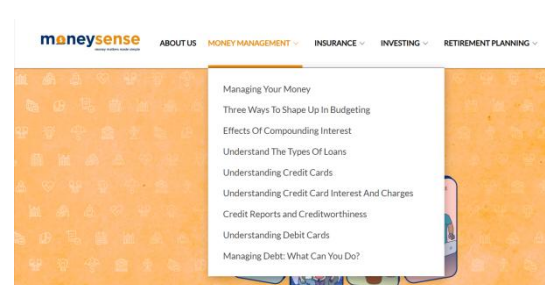 moneysense
money matters made simple
ABOUT US MONEY MANAGEMENT INSURANCE INVESTING RETIREMENT PLANNING
Managing Your Money
Three Ways To Shape Up In Budgeting
Effects Of Compounding Interest
Understand The Types Of Loans
Understanding Credit Cards
Understanding Credit Card Interest And Charges
Credit Reports and Creditworthiness
Understanding Debit Cards
Managing Debt: What Can You Do?